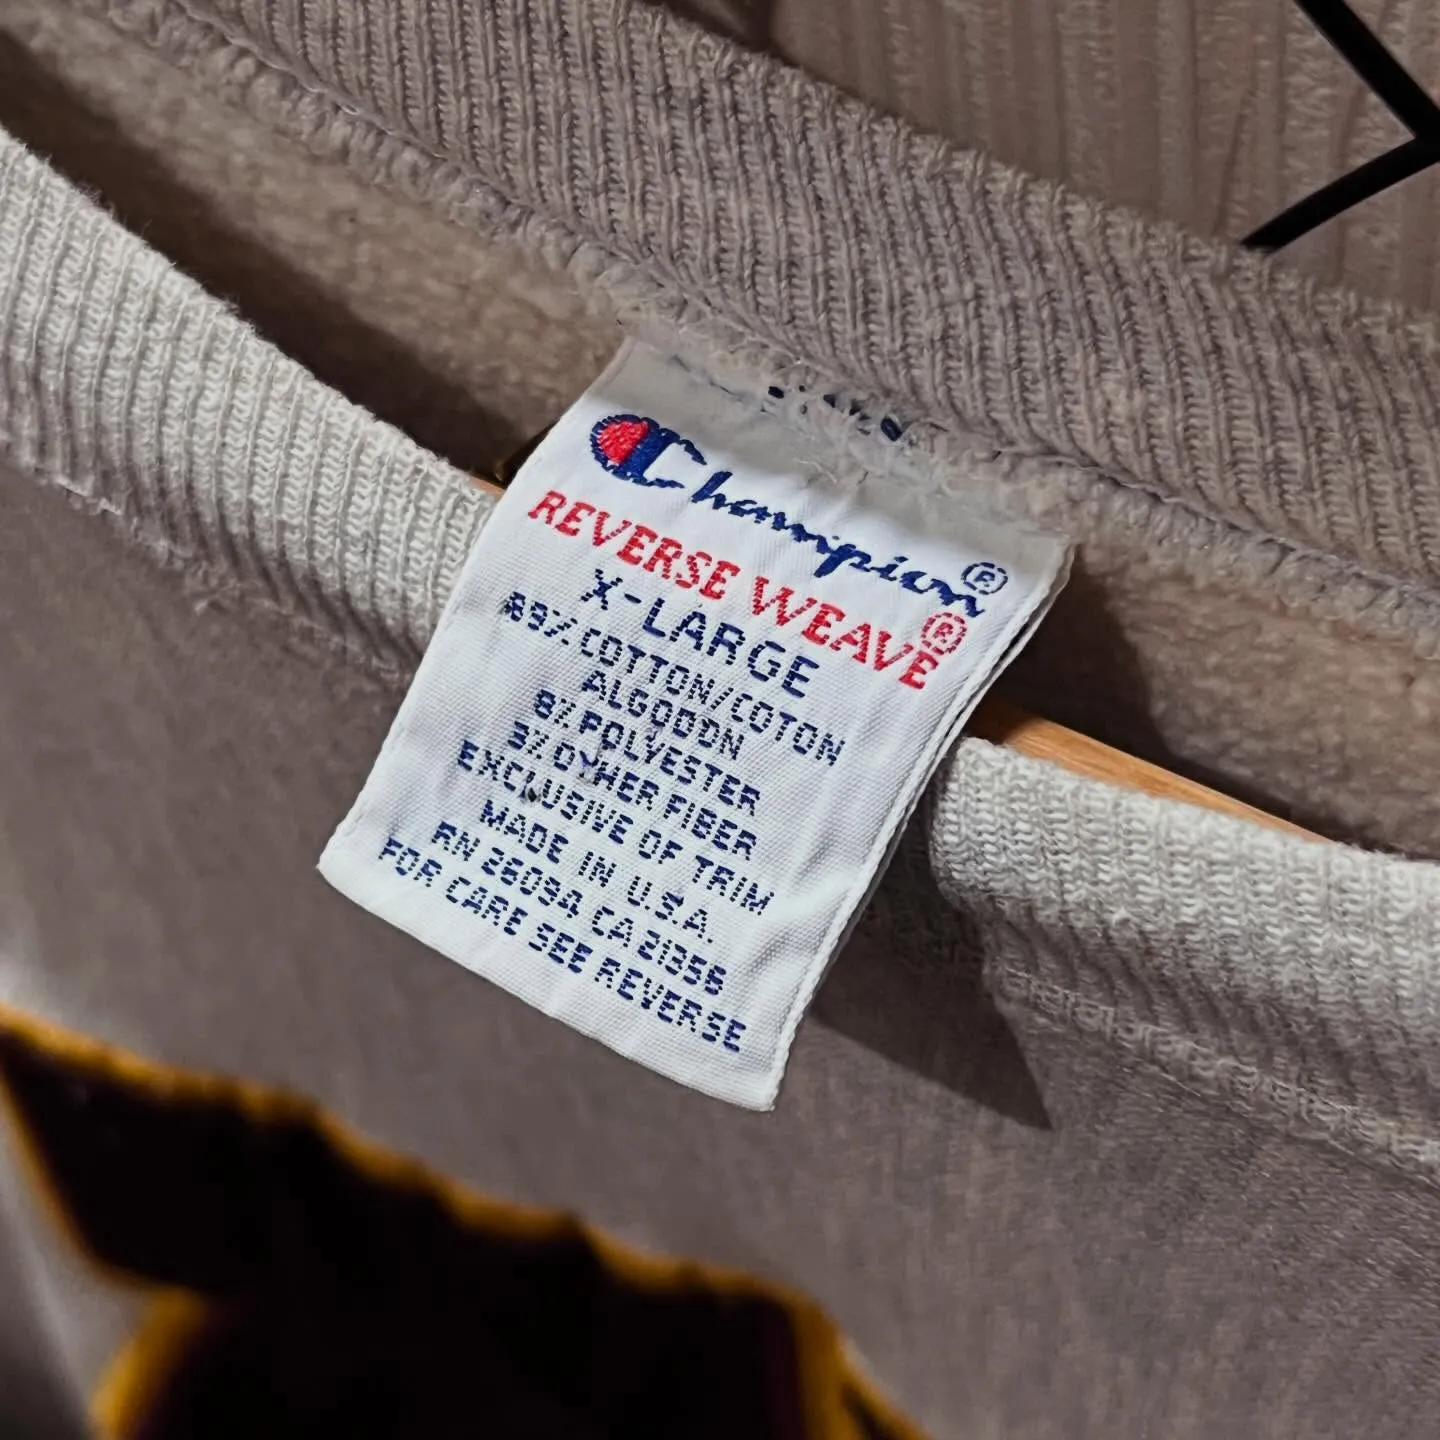 Champion®
REVERSE WEAVE®
X-LARGE
89% COTTON/COTON
ALGODON
8% POLYESTER
3% OTHER FIBER
EXCLUSIVE OF TRIM
MADE IN U.S.A.
RN 26094 CA 21356
FOR CARE SEE REVERSE